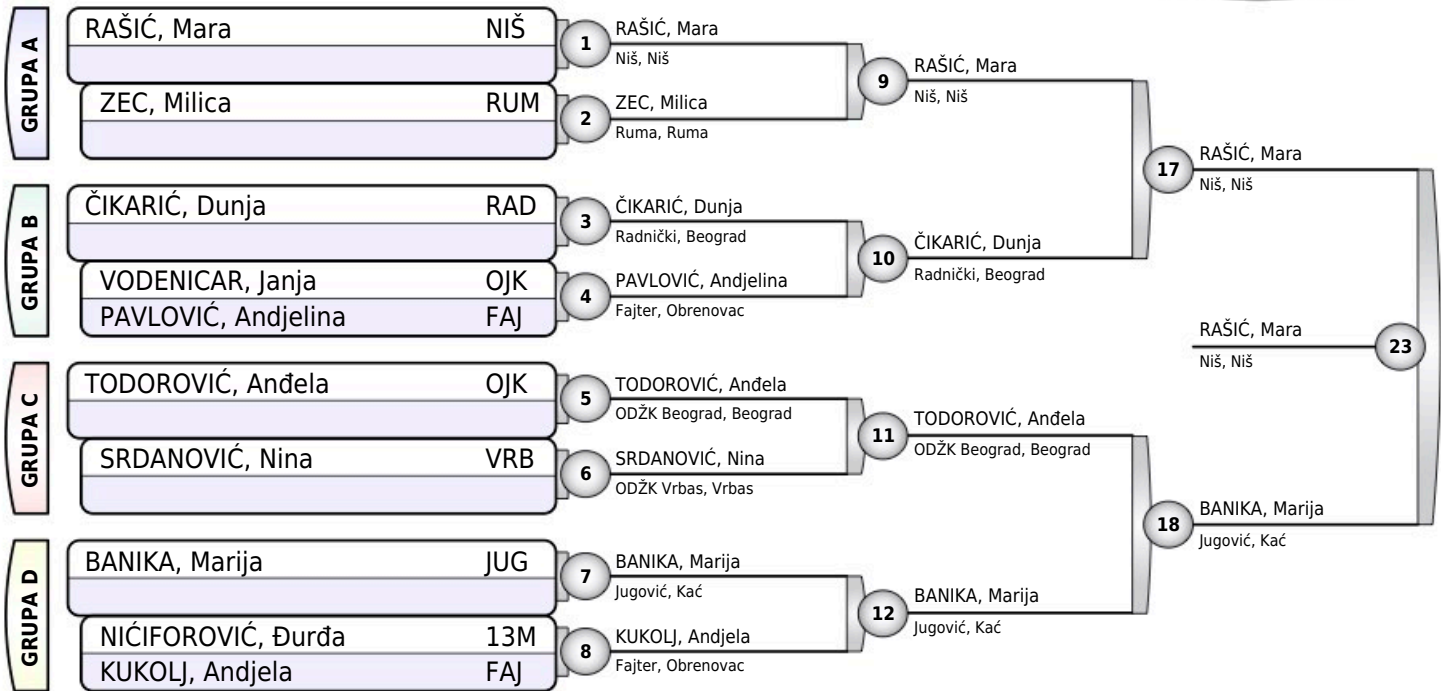 GRUPA A
RAŠIĆ, Mara NIŠ
ZEC, Milica RUM
GRUPA B
ČIKARIĆ, Dunja RAD
VODENICAR, Janja OJK
PAVLOVIĆ, Andjelina FAJ
GRUPA C
TODOROVIĆ, Anđela OJK
SRDANOVIĆ, Nina VRB
GRUPA D
BANIKA, Marija JUG
NIĆIFOROVIĆ, Đurđa 13M
KUKOLJ, Andjela FAJ
1
RAŠIĆ, Mara
Niš, Niš
2
ZEC, Milica
Ruma, Ruma
3
ČIKARIĆ, Dunja
Radnički, Beograd
4
PAVLOVIĆ, Andjelina
Fajter, Obrenovac
5
TODOROVIĆ, Anđela
ODŽK Beograd, Beograd
6
SRDANOVIĆ, Nina
ODŽK Vrbas, Vrbas
7
BANIKA, Marija
Jugović, Kać
8
KUKOLJ, Andjela
Fajter, Obrenovac
9
RAŠIĆ, Mara
Niš, Niš
10
ČIKARIĆ, Dunja
Radnički, Beograd
11
TODOROVIĆ, Anđela
ODŽK Beograd, Beograd
12
BANIKA, Marija
Jugović, Kać
17
RAŠIĆ, Mara
Niš, Niš
18
BANIKA, Marija
Jugović, Kać
RAŠIĆ, Mara
Niš, Niš
23